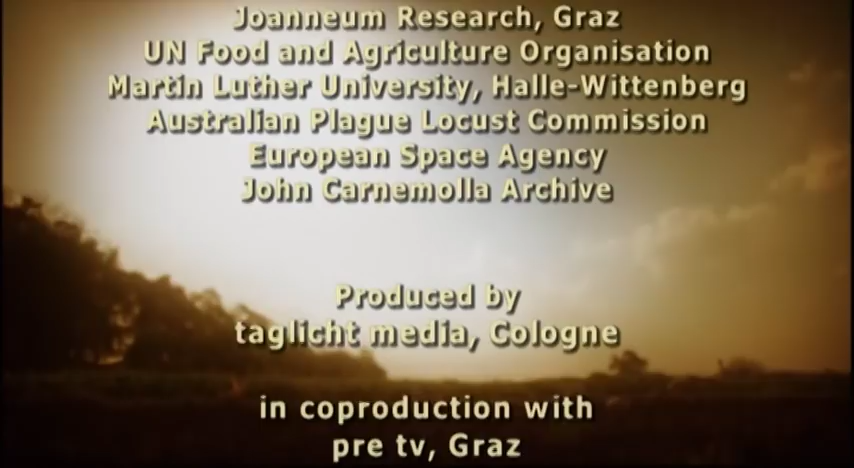 Joanneum Research, Graz
UN Food and Agriculture Organisation
Martin Luther University, Halle-Wittenberg
Australian Plague Locust Commission
European Space Agency
John Carnemolla Archive
Produced by
taglicht media, Cologne
in coproduction with
pre tv, Graz